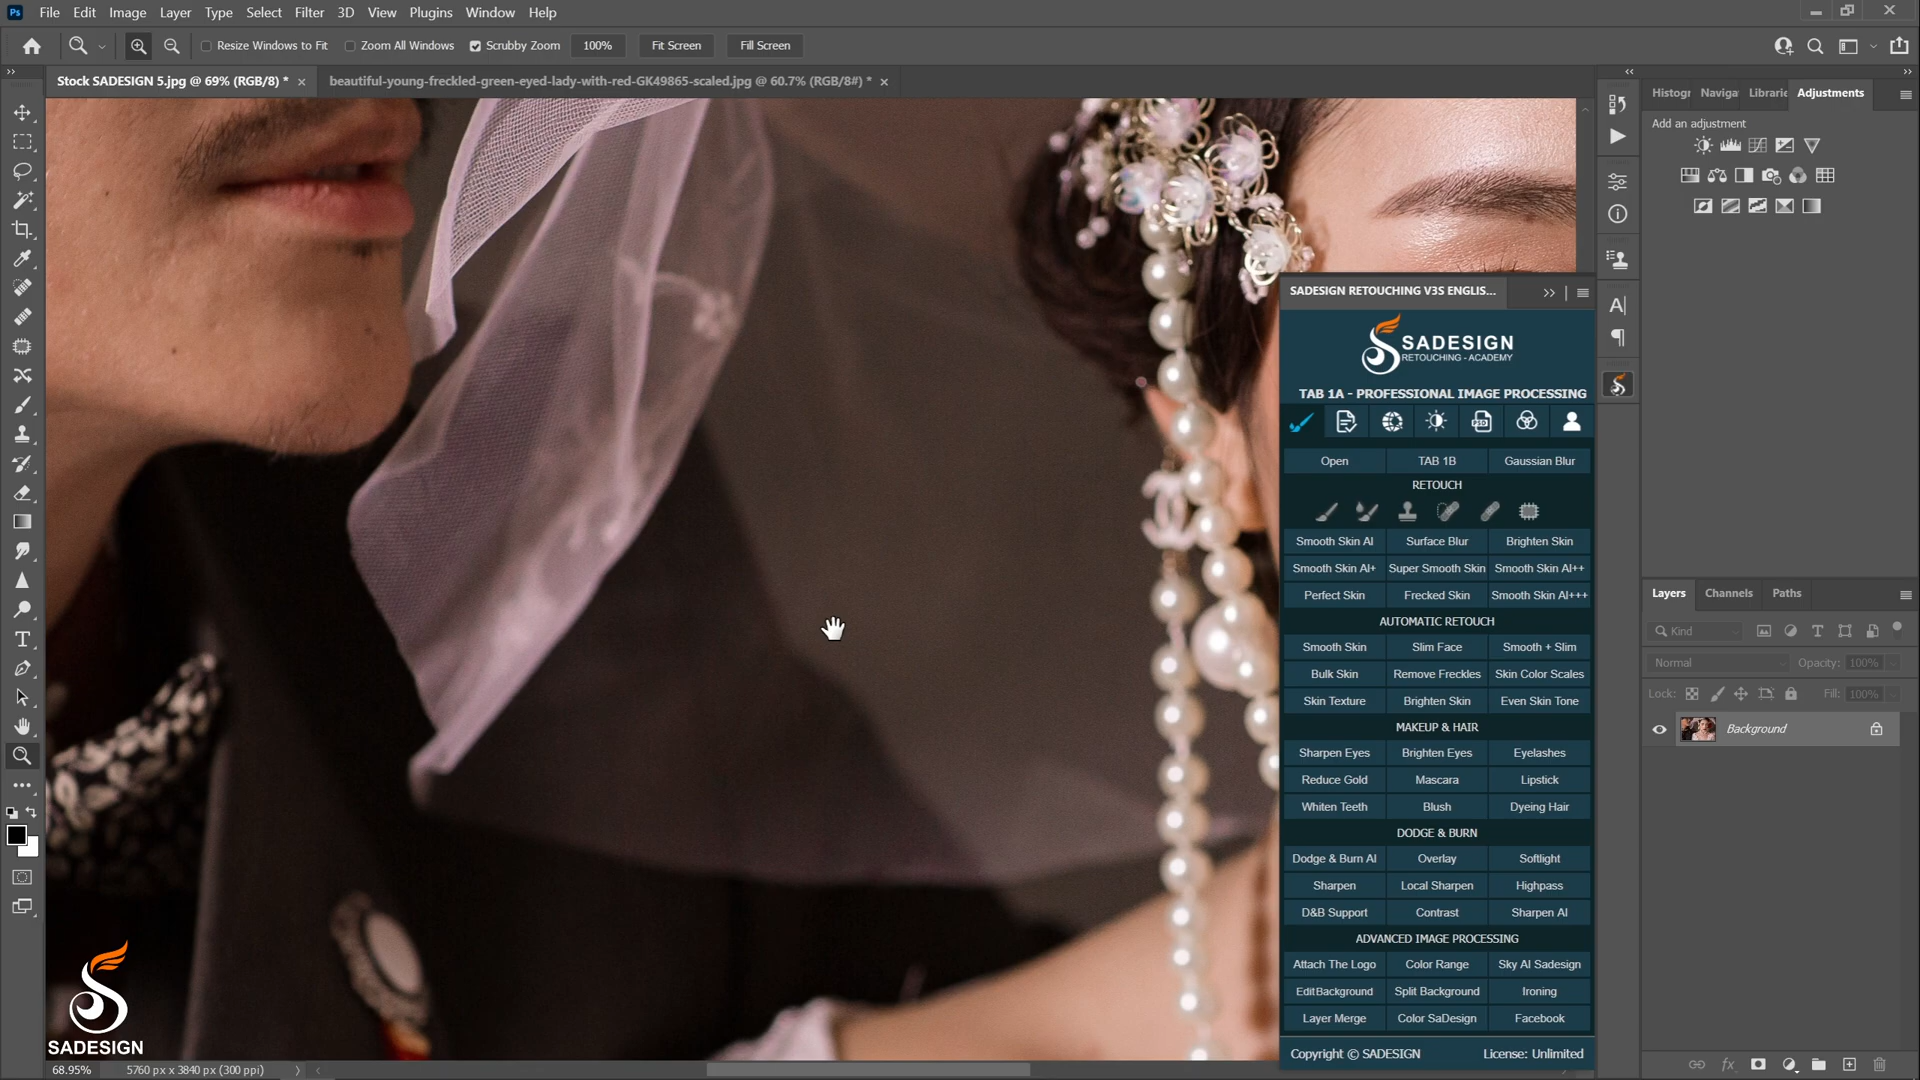 Ps File Edit Image Layer Type Select Filter 3D View Plugins Window Help
Resize Windows to Fit Zoom All Windows Scrubby Zoom 100% Fit Screen Fill Screen
Stock SADESIGN 5.jpg @ 69% (RGB/8) * × beautiful-young-freckled-green-eyed-lady-with-red-GK49865-scaled.jpg @ 60.7% (RGB/8#) * ×
Histogr Naviga Librarie Adjustments
Add an adjustment
SADESIGN RETOUCHING V3S ENGLIS...
SADESIGN
RETOUCHING - ACADEMY
TAB 1A - PROFESSIONAL IMAGE PROCESSING
Open TAB 1B Gaussian Blur
RETOUCH
Smooth Skin AI Surface Blur Brighten Skin
Smooth Skin AI+ Super Smooth Skin Smooth Skin AI++
Perfect Skin Frecked Skin Smooth Skin AI+++
AUTOMATIC RETOUCH
Smooth Skin Slim Face Smooth + Slim
Bulk Skin Remove Freckles Skin Color Scales
Skin Texture Brighten Skin Even Skin Tone
MAKEUP & HAIR
Sharpen Eyes Brighten Eyes Eyelashes
Reduce Gold Mascara Lipstick
Whiten Teeth Blush Dyeing Hair
DODGE & BURN
Dodge & Burn AI Overlay Softlight
Sharpen Local Sharpen Highpass
D&B Support Contrast Sharpen AI
ADVANCED IMAGE PROCESSING
Attach The Logo Color Range Sky AI Sadesign
EditBackground Split Background Ironing
Layer Merge Color SaDesign Facebook
Copyright © SADESIGN License: Unlimited
Layers Channels Paths
Kind
Normal Opacity: 100%
Lock: Fill: 100%
Background
SADESIGN
68.95% 5760 px x 3840 px (300 ppi)